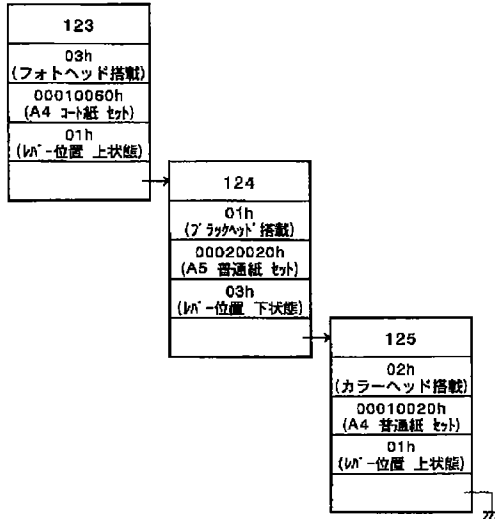 123
03h
(フォトヘッド搭載)
00010060h
(A4 コート紙 セット)
01h
(レバー位置 上状態)
124
01h
(ブラックヘッド搭載)
00020020h
(A5 普通紙 セット)
03h
(レバー位置 下状態)
125
02h
(カラーヘッド搭載)
00010020h
(A4 普通紙 セット)
01h
(レバー位置 上状態)